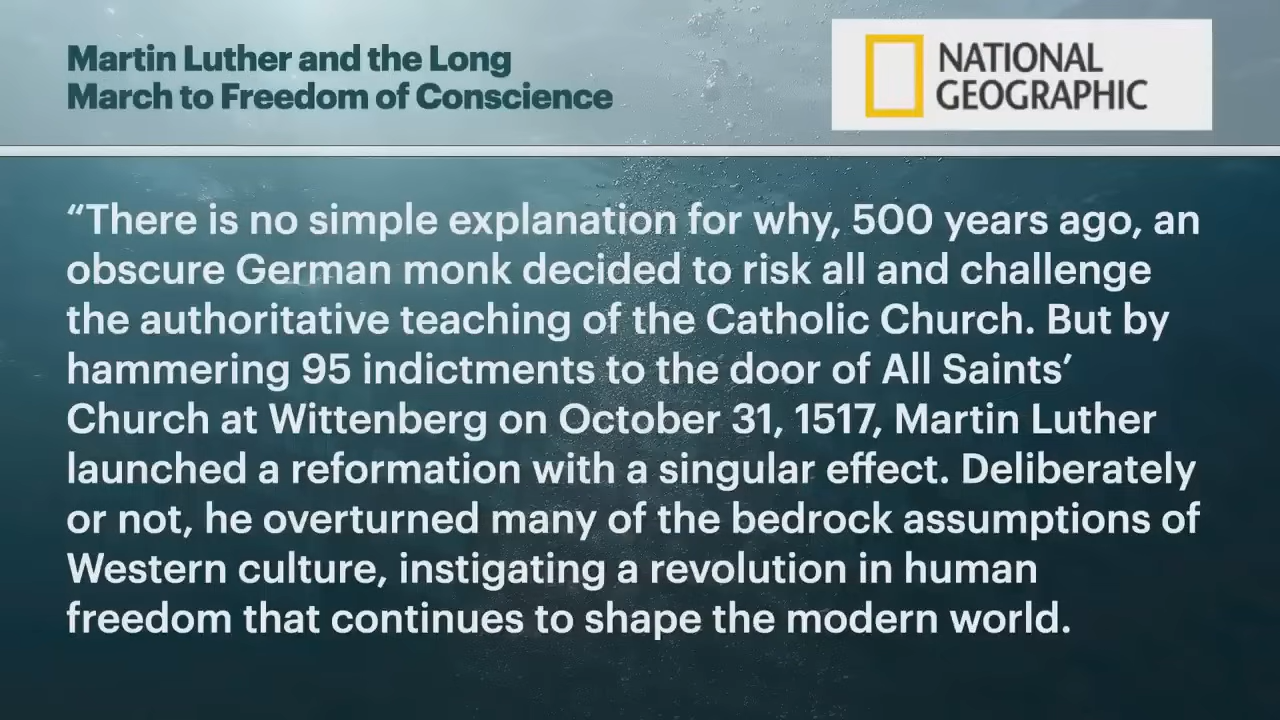 Martin Luther and the Long
March to Freedom of Conscience
NATIONAL
GEOGRAPHIC
“There is no simple explanation for why, 500 years ago, an
obscure German monk decided to risk all and challenge
the authoritative teaching of the Catholic Church. But by
hammering 95 indictments to the door of All Saints’
Church at Wittenberg on October 31, 1517, Martin Luther
launched a reformation with a singular effect. Deliberately
or not, he overturned many of the bedrock assumptions of
Western culture, instigating a revolution in human
freedom that continues to shape the modern world.